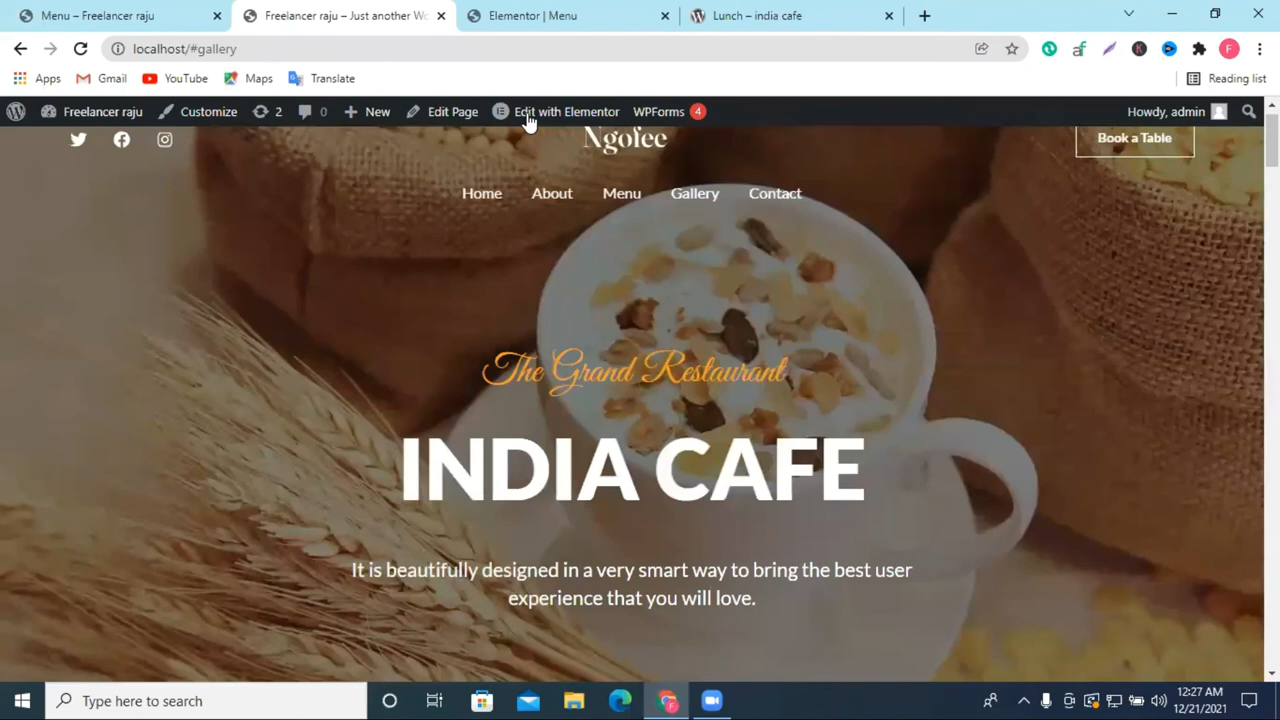 Menu – Freelancer raju
Freelancer raju – Just another Wo
Elementor | Menu
Lunch – india cafe
localhost/#gallery
Apps
Gmail
YouTube
Maps
Translate
Reading list
Freelancer raju
Customize
2
0
New
Edit Page
Edit with Elementor
WPForms 4
Howdy, admin
Ngofee
Book a Table
Home
About
Menu
Gallery
Contact
The Grand Restaurant
INDIA CAFE
It is beautifully designed in a very smart way to bring the best user
experience that you will love.
Type here to search
12:27 AM
12/21/2021